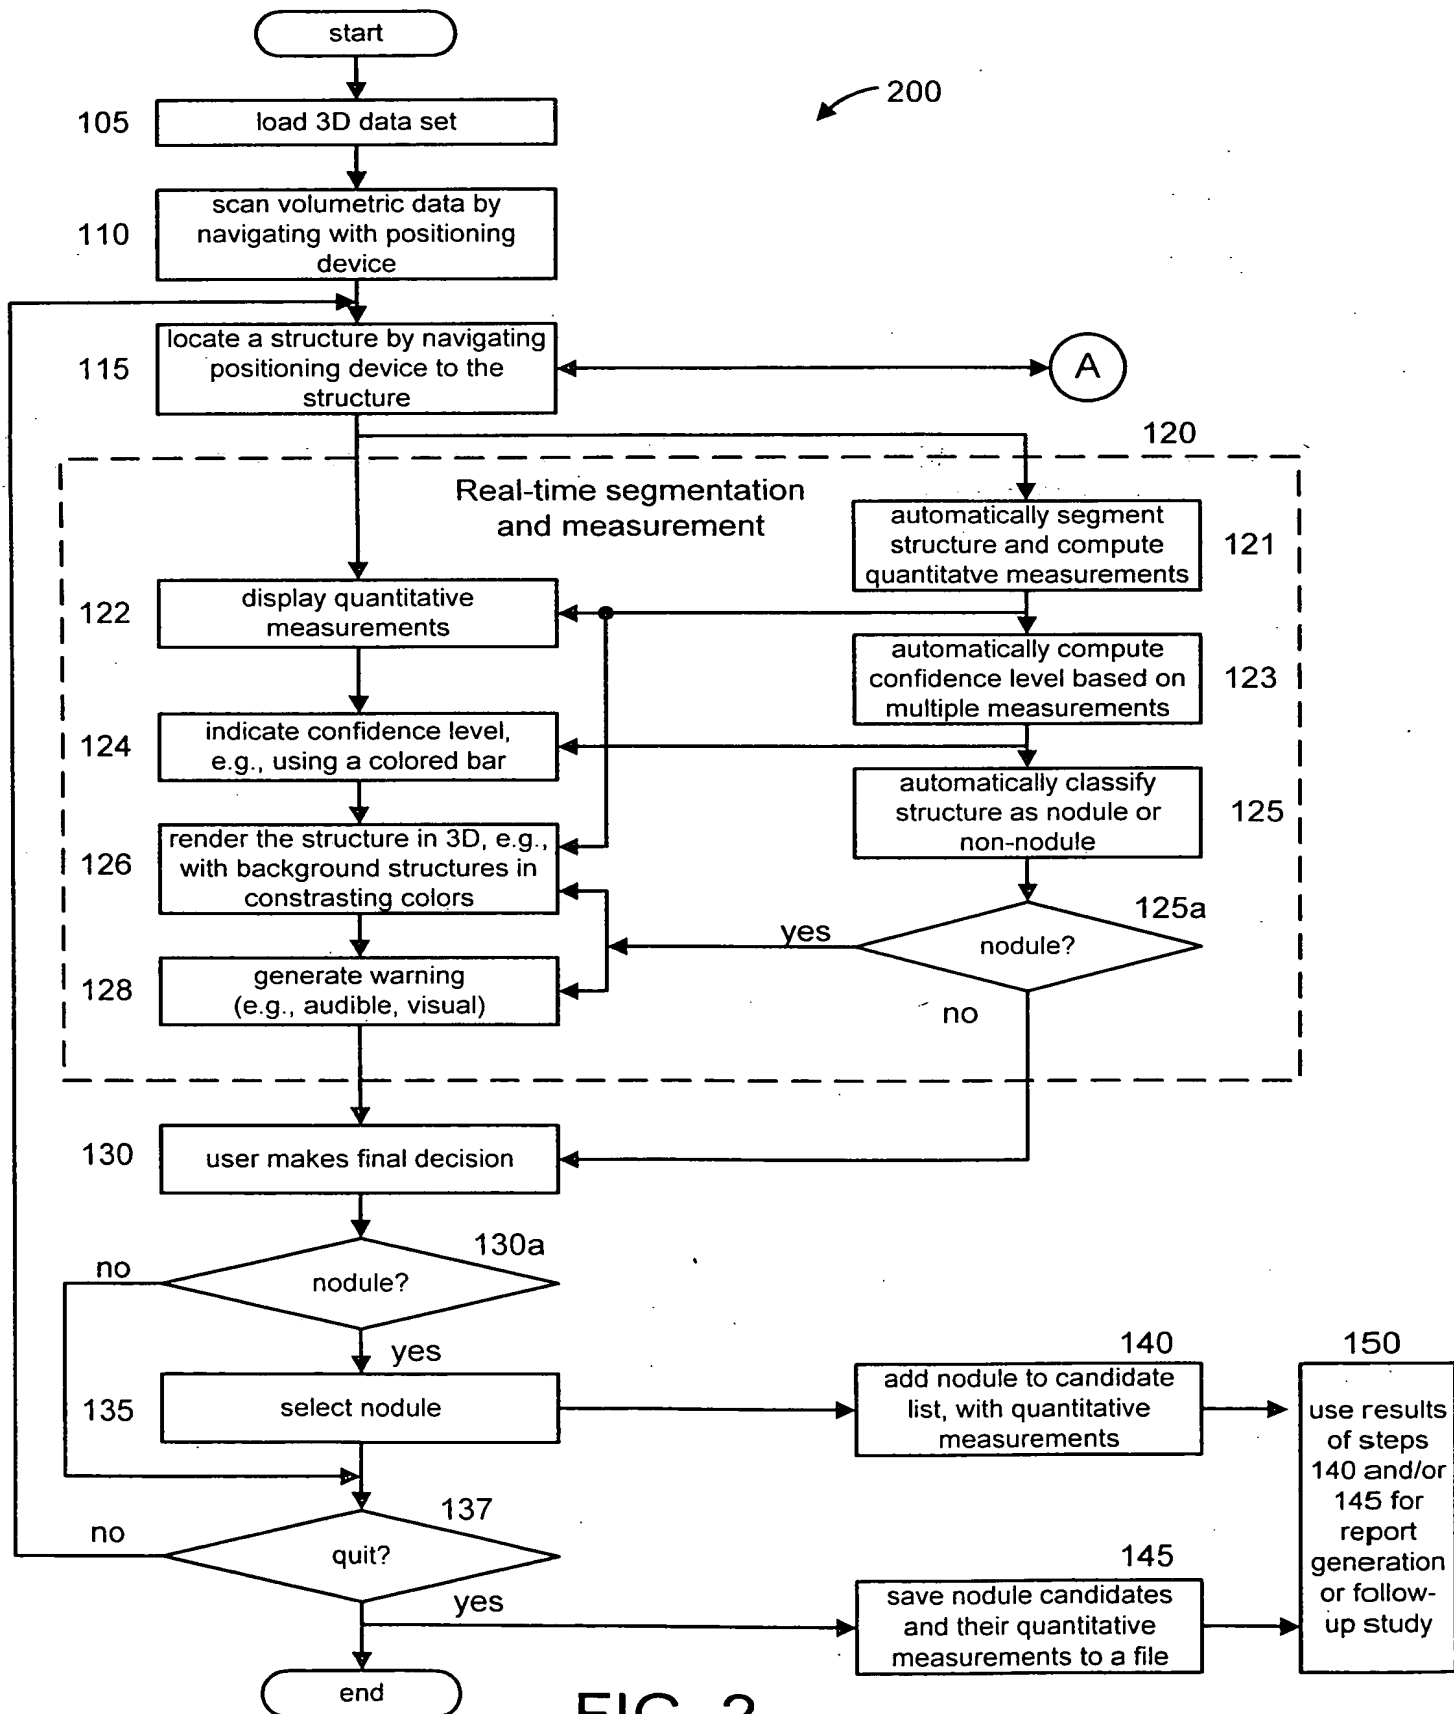 start
200
105
load 3D data set
110
scan volumetric data by
navigating with positioning
device
115
locate a structure by navigating
positioning device to the
structure
A
120
Real-time segmentation
and measurement
automatically segment
structure and compute
quantitatve measurements
121
122
display quantitative
measurements
automatically compute
confidence level based on
multiple measurements
123
124
indicate confidence level,
e.g., using a colored bar
automatically classify
structure as nodule or
non-nodule
125
126
render the structure in 3D, e.g.,
with background structures in
constrasting colors
125a
yes
nodule?
128
generate warning
(e.g., audible, visual)
no
130
user makes final decision
130a
no
nodule?
yes
135
select nodule
140
add nodule to candidate
list, with quantitative
measurements
150
use results
of steps
140 and/or
145 for
report
generation
or follow-
up study
137
no
quit?
yes
145
save nodule candidates
and their quantitative
measurements to a file
end
FIG. 2